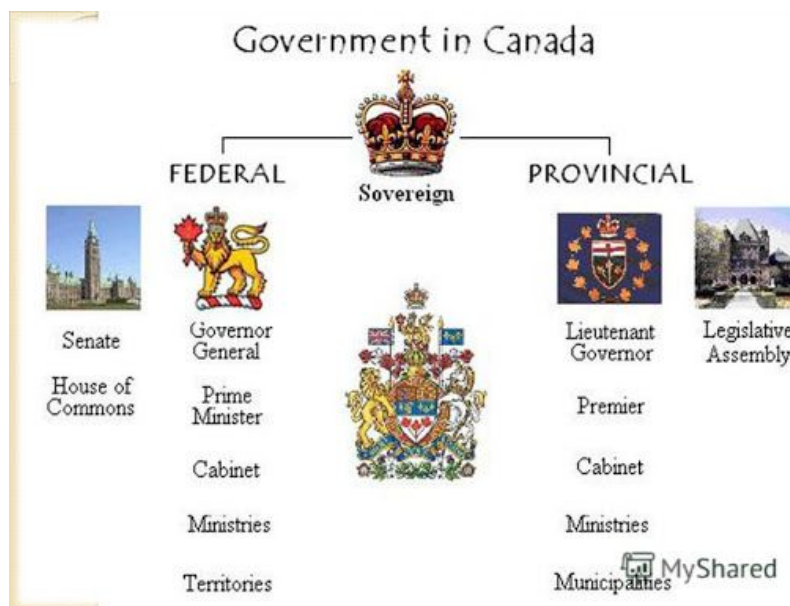 Government in Canada
FEDERAL
PROVINCIAL
Sovereign
Senate
House of
Commons
Governor
General
Prime
Minister
Cabinet
Ministries
Territories
Lieutenant
Governor
Premier
Cabinet
Ministries
Municipalities
Legislative
Assembly
MyShared